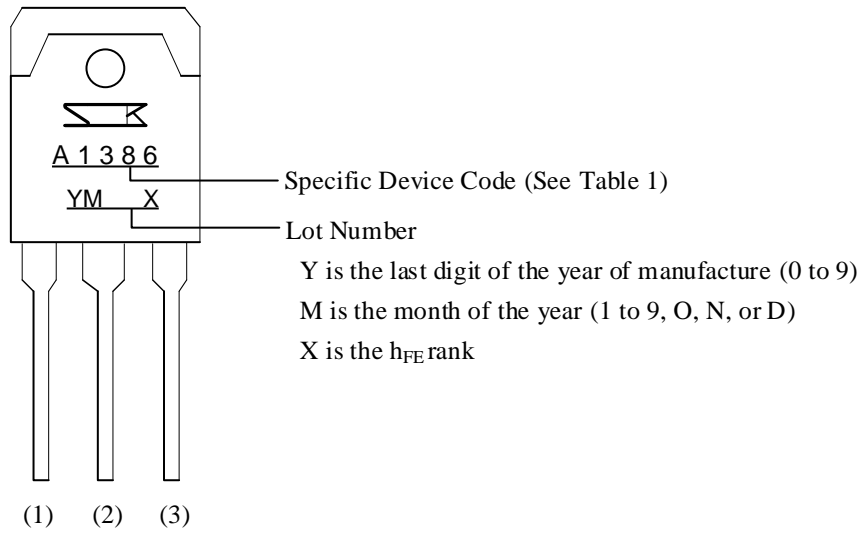 A 1 3 8 6
Specific Device Code (See Table 1)
YM X
Lot Number
Y is the last digit of the year of manufacture (0 to 9)
M is the month of the year (1 to 9, O, N, or D)
X is the hFE rank
(1) (2) (3)